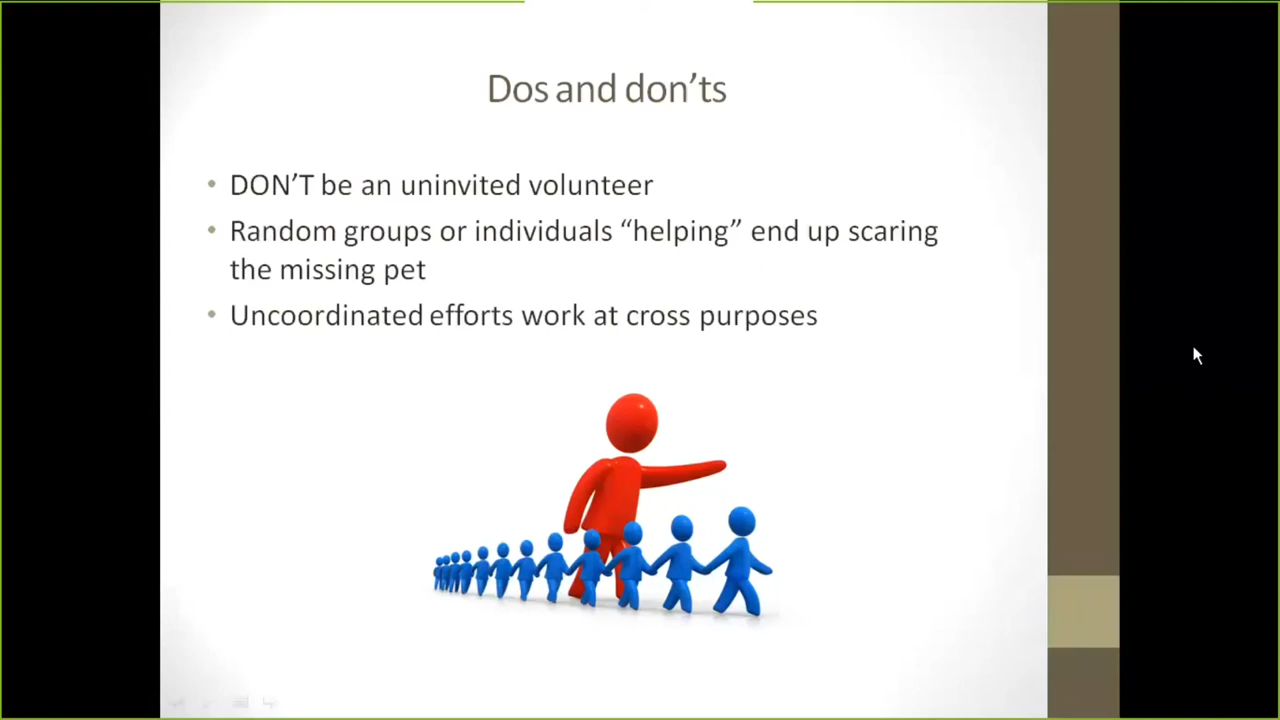 Dos and don’ts
• DON’T be an uninvited volunteer
• Random groups or individuals “helping” end up scaring
the missing pet
• Uncoordinated efforts work at cross purposes